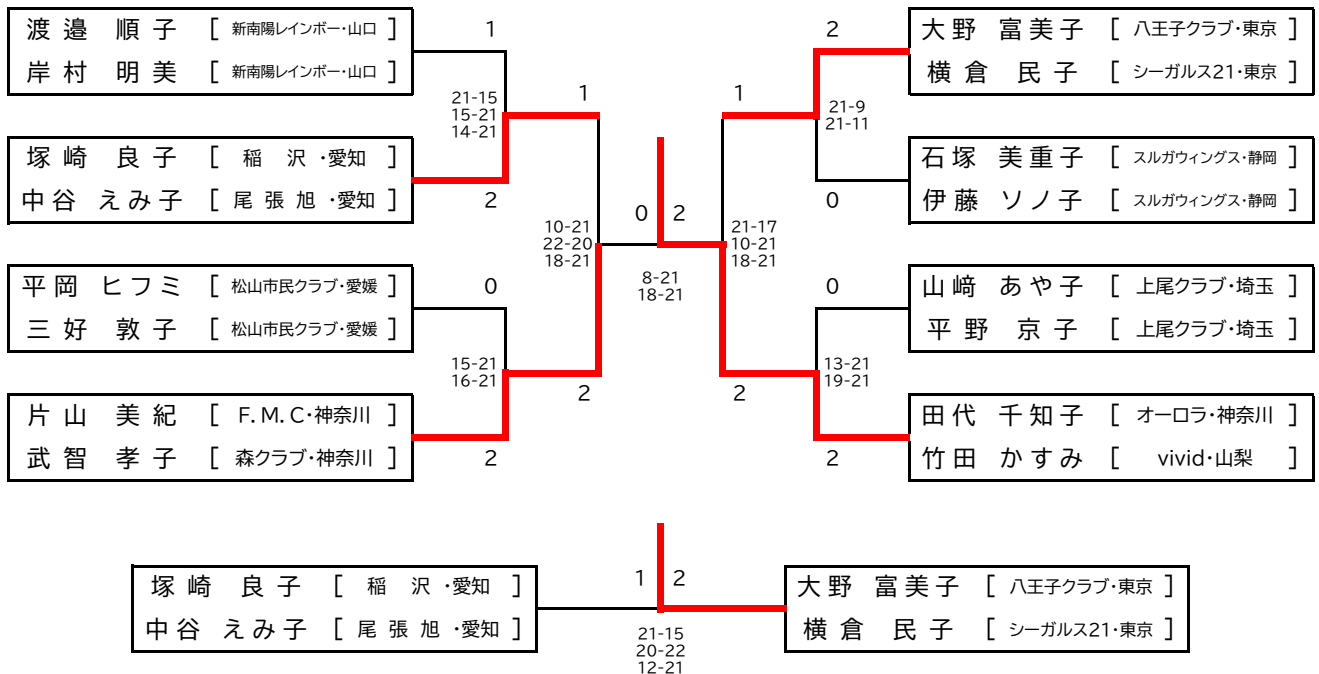 渡邉 順子 [ 新南陽レインボー・山口 ]
岸村 明美 [ 新南陽レインボー・山口 ]
1
21-15
15-21
14-21
1
塚崎 良子 [ 稲沢・愛知 ]
中谷 えみ子 [ 尾張旭・愛知 ]
2
10-21
22-20
18-21
平岡 ヒフミ [ 松山市民クラブ・愛媛 ]
三好 敦子 [ 松山市民クラブ・愛媛 ]
0
15-21
16-21
2
片山 美紀 [ F.M.C・神奈川 ]
武智 孝子 [ 森クラブ・神奈川 ]
2
0 2
8-21
18-21
大野 富美子 [ 八王子クラブ・東京 ]
横倉 民子 [ シーガルス21・東京 ]
2
1
21-9
21-11
石塚 美重子 [ スルガウィングス・静岡 ]
伊藤 ソノ子 [ スルガウィングス・静岡 ]
0
21-17
10-21
18-21
山﨑 あや子 [ 上尾クラブ・埼玉 ]
平野 京子 [ 上尾クラブ・埼玉 ]
0
13-21
19-21
2
田代 千知子 [ オーロラ・神奈川 ]
竹田 かすみ [ vivid・山梨 ]
2
塚崎 良子 [ 稲沢・愛知 ]
中谷 えみ子 [ 尾張旭・愛知 ]
1 2
21-15
20-22
12-21
大野 富美子 [ 八王子クラブ・東京 ]
横倉 民子 [ シーガルス21・東京 ]